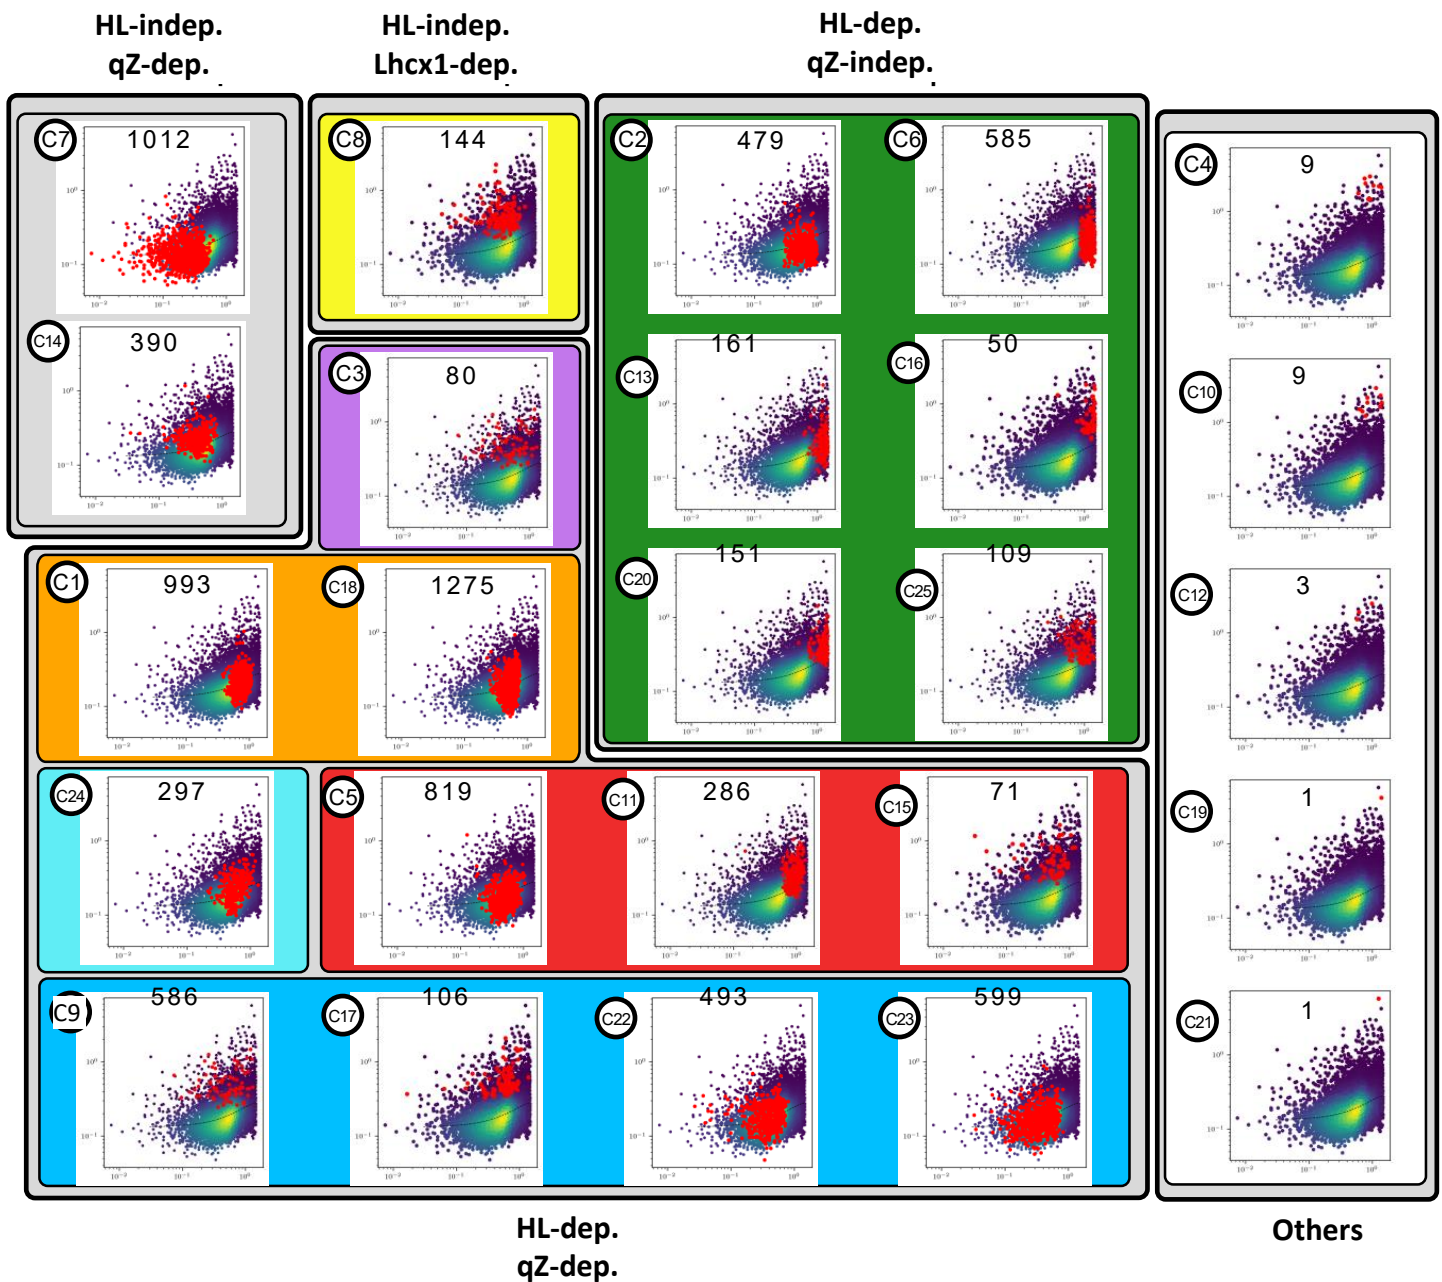 HL-indep.
qZ-dep.
HL-indep.
Lhcx1-dep.
HL-dep.
qZ-indep.
C7
1012
C14
390
C8
144
C2
479
C6
585
C13
161
C16
50
C20
151
C25
109
C3
80
C1
993
C18
1275
C24
297
C5
819
C11
286
C15
71
C9
586
C17
106
C22
493
C23
599
HL-dep.
qZ-dep.
C4
9
C10
9
C12
3
C19
1
C21
1
Others